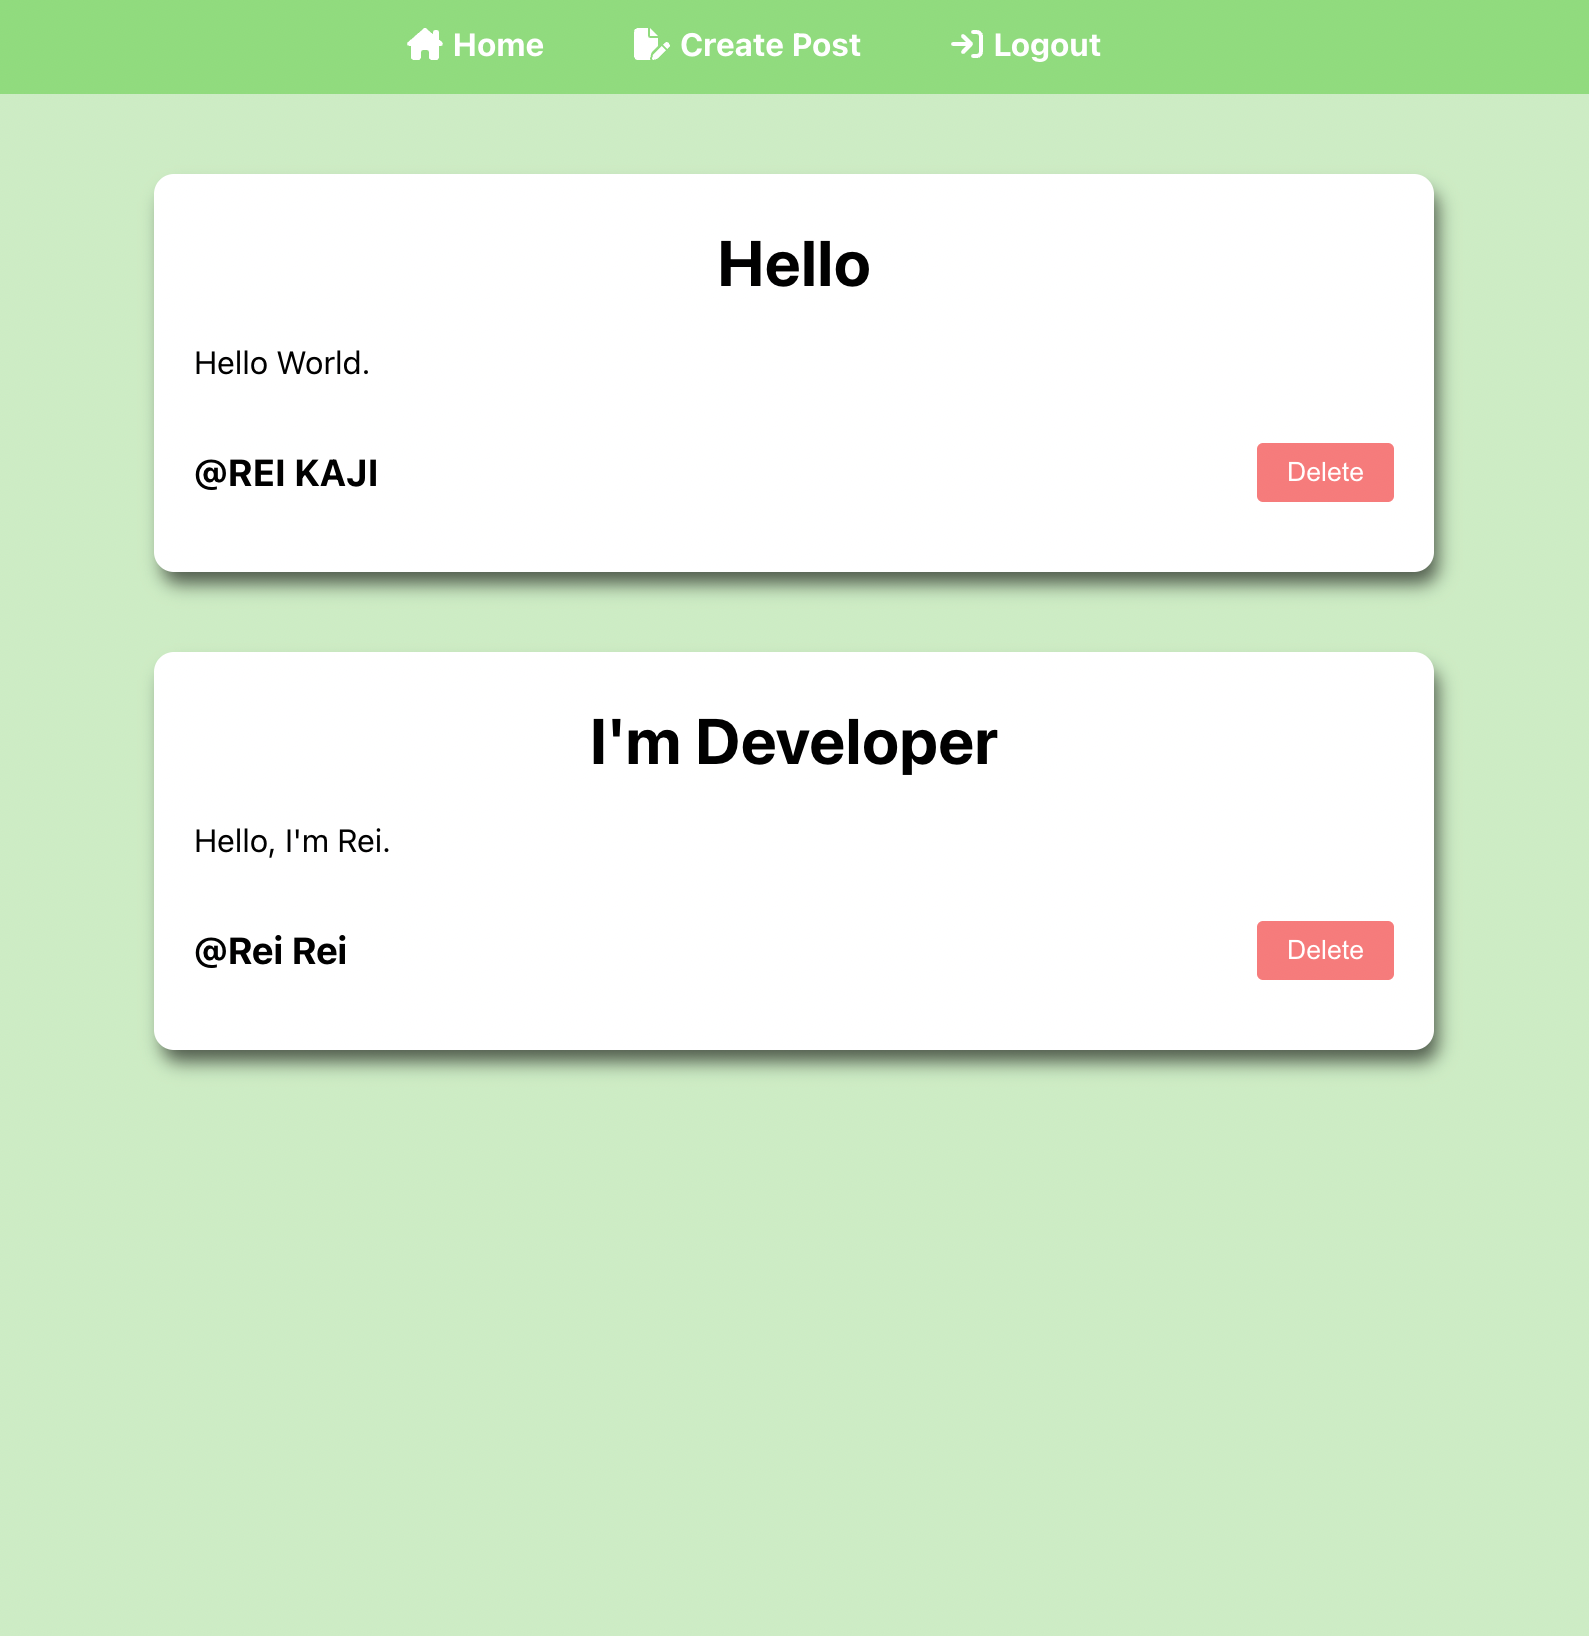 Home Create Post Logout
Hello
Hello World.
@REI KAJI Delete
I'm Developer
Hello, I'm Rei.
@Rei Rei Delete